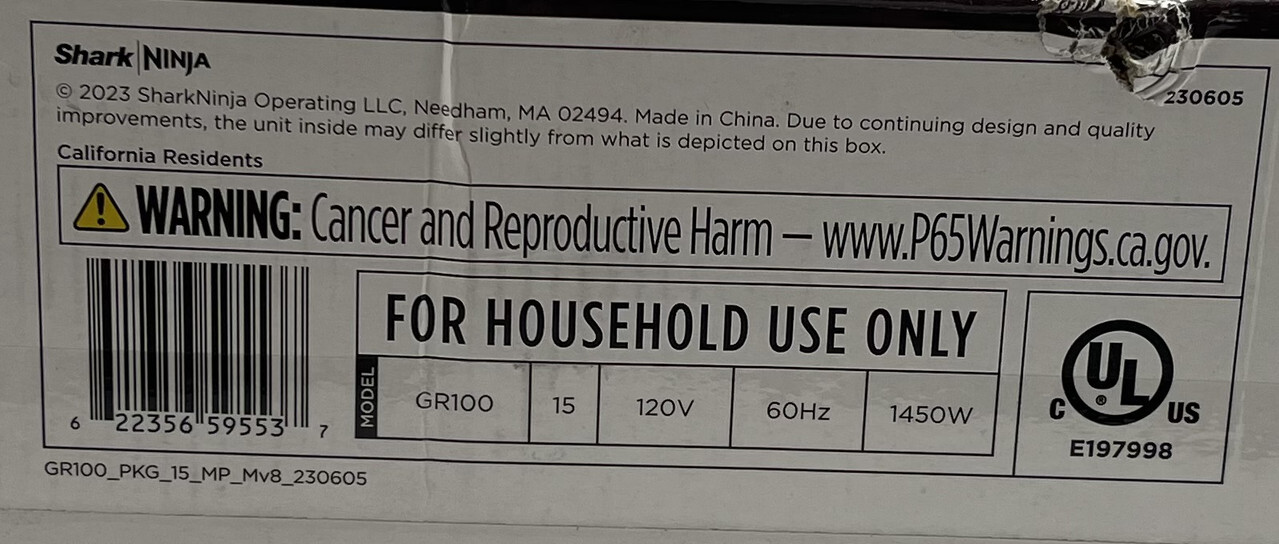 Shark|NINJA
230605
© 2023 SharkNinja Operating LLC, Needham, MA 02494. Made in China. Due to continuing design and quality
improvements, the unit inside may differ slightly from what is depicted on this box.
California Residents
WARNING: Cancer and Reproductive Harm – www.P65Warnings.ca.gov.
FOR HOUSEHOLD USE ONLY
MODEL GR100 15 120V 60Hz 1450W
C UL ® US
E197998
6 22356 59553 7
GR100_PKG_15_MP_Mv8_230605